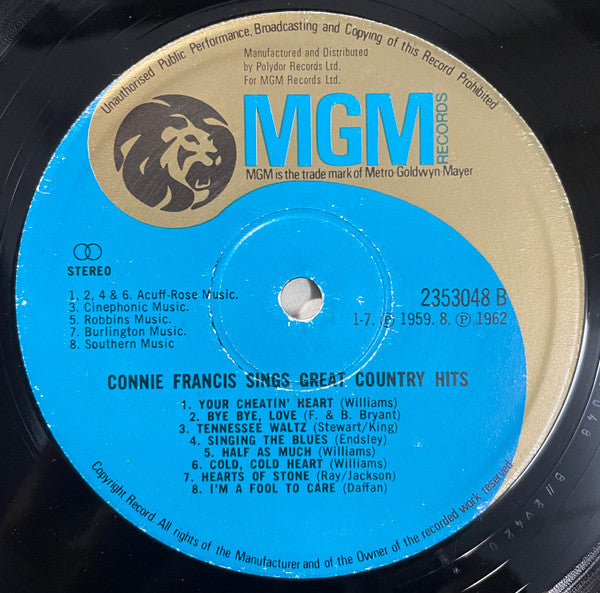 Unauthorised Public Performance, Broadcasting and Copying of this Record Prohibited
Manufactured and Distributed
by Polydor Records Ltd.
For MGM Records Ltd.
MGM
RECORDS
MGM is the trade mark of Metro-Goldwyn-Mayer
STEREO
1, 2, 4 & 6. Acuff-Rose Music.
3. Cinephonic Music.
5. Robbins Music.
7. Burlington Music.
8. Southern Music
2353048 B
1-7. ℗ 1959. 8. ℗ 1962
CONNIE FRANCIS SINGS GREAT COUNTRY HITS
1. YOUR CHEATIN' HEART (Williams)
2. BYE BYE, LOVE (F. & B. Bryant)
3. TENNESSEE WALTZ (Stewart/King)
4. SINGING THE BLUES (Endsley)
5. HALF AS MUCH (Williams)
6. COLD, COLD HEART (Williams)
7. HEARTS OF STONE (Ray/Jackson)
8. I'M A FOOL TO CARE (Daffan)
Copyright Record. All rights of the Manufacturer and of the Owner of the recorded work reserved.